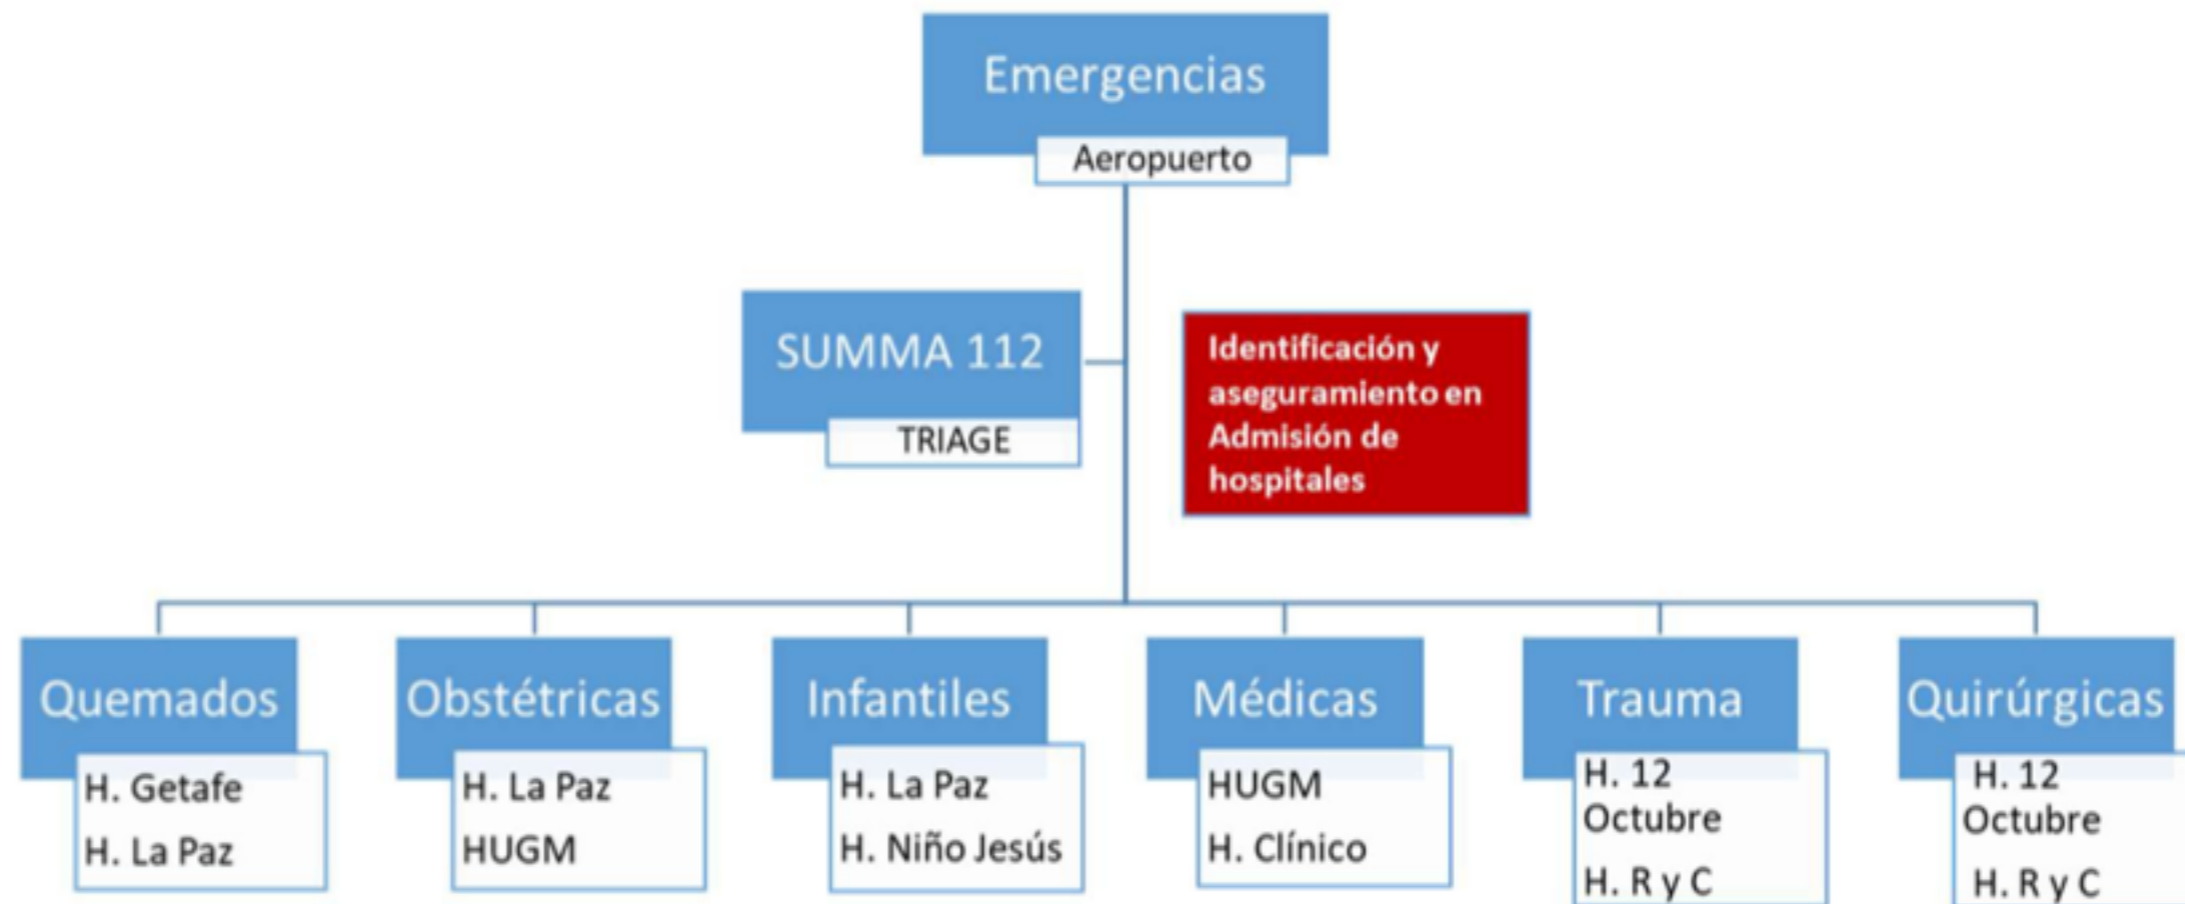 Emergencias
Aeropuerto
SUMMA 112
TRIAGE
Identificación y
aseguramiento en
Admisión de
hospitales
Quemados
H. Getafe
H. La Paz
Obstétricas
H. La Paz
HUGM
Infantiles
H. La Paz
H. Niño Jesús
Médicas
HUGM
H. Clínico
Trauma
H. 12
Octubre
H. R y C
Quirúrgicas
H. 12
Octubre
H. R y C